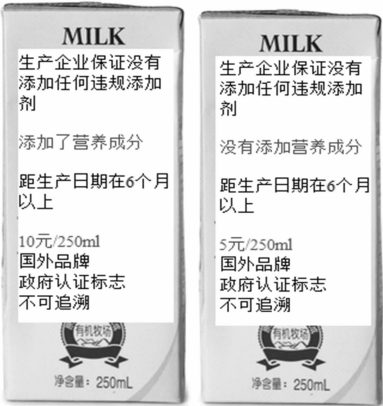 MILK
生产企业保证没有
添加任何违规添加
剂
添加了营养成分
距生产日期在6个月
以上
10元/250ml
国外品牌
政府认证标志
不可追溯
有机牧场
净含量：250mL
MILK
生产企业保证没有
添加任何违规添加
剂
没有添加营养成分
距生产日期在6个月
以上
5元/250ml
国外品牌
政府认证标志
不可追溯
有机牧场
净含量：250mL